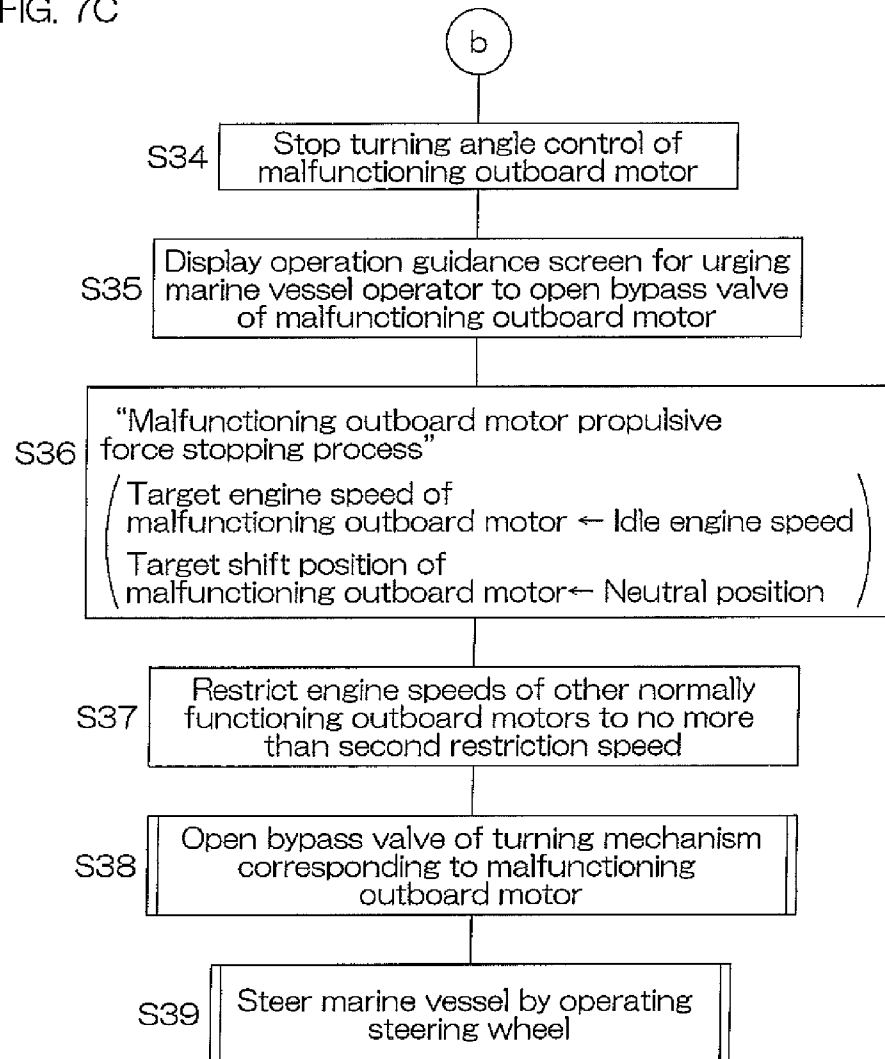 FIG. 7C
b
S34
Stop turning angle control of
malfunctioning outboard motor
S35
Display operation guidance screen for urging
marine vessel operator to open bypass valve
of malfunctioning outboard motor
S36
“Malfunctioning outboard motor propulsive
force stopping process”
Target engine speed of
malfunctioning outboard motor ← Idle engine speed
Target shift position of
malfunctioning outboard motor← Neutral position
S37
Restrict engine speeds of other normally
functioning outboard motors to no more
than second restriction speed
S38
Open bypass valve of turning mechanism
corresponding to malfunctioning
outboard motor
S39
Steer marine vessel by operating
steering wheel